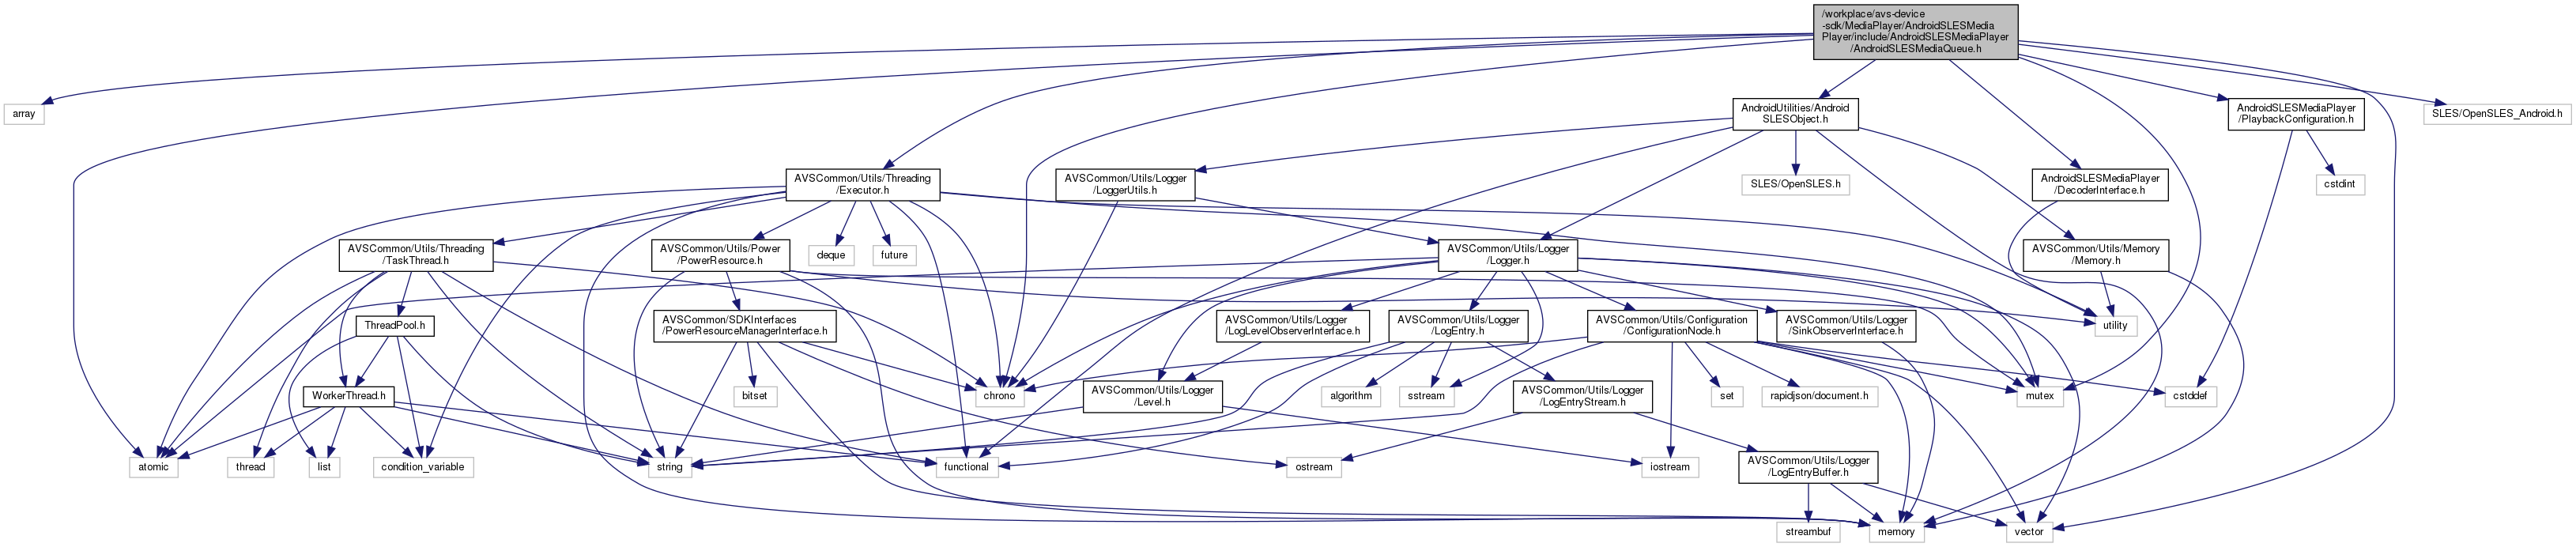 /workplace/avs-device
-sdk/MediaPlayer/AndroidSLESMedia
Player/include/AndroidSLESMediaPlayer
/AndroidSLESMediaQueue.h
array
AndroidUtilities/Android
SLESObject.h
AndroidSLESMediaPlayer
/PlaybackConfiguration.h
SLES/OpenSLES_Android.h
AVSCommon/Utils/Threading
/Executor.h
AVSCommon/Utils/Logger
/LoggerUtils.h
SLES/OpenSLES.h
AndroidSLESMediaPlayer
/DecoderInterface.h
cstdint
AVSCommon/Utils/Threading
/TaskThread.h
AVSCommon/Utils/Power
/PowerResource.h
deque
future
AVSCommon/Utils/Logger
/Logger.h
AVSCommon/Utils/Memory
/Memory.h
ThreadPool.h
AVSCommon/SDKInterfaces
/PowerResourceManagerInterface.h
AVSCommon/Utils/Logger
/LogLevelObserverInterface.h
AVSCommon/Utils/Logger
/LogEntry.h
AVSCommon/Utils/Configuration
/ConfigurationNode.h
AVSCommon/Utils/Logger
/SinkObserverInterface.h
utility
WorkerThread.h
bitset
chrono
AVSCommon/Utils/Logger
/Level.h
algorithm
sstream
AVSCommon/Utils/Logger
/LogEntryStream.h
set
rapidjson/document.h
mutex
cstddef
atomic
thread
list
condition_variable
string
functional
ostream
iostream
AVSCommon/Utils/Logger
/LogEntryBuffer.h
streambuf
memory
vector